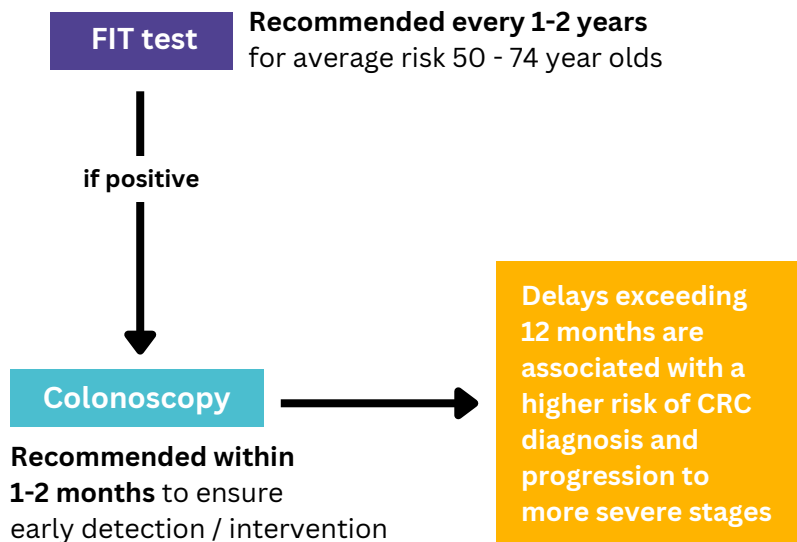 FIT test
Recommended every 1-2 years
for average risk 50 - 74 year olds
if positive
Colonoscopy
Recommended within
1-2 months to ensure
early detection / intervention
Delays exceeding
12 months are
associated with a
higher risk of CRC
diagnosis and
progression to
more severe stages